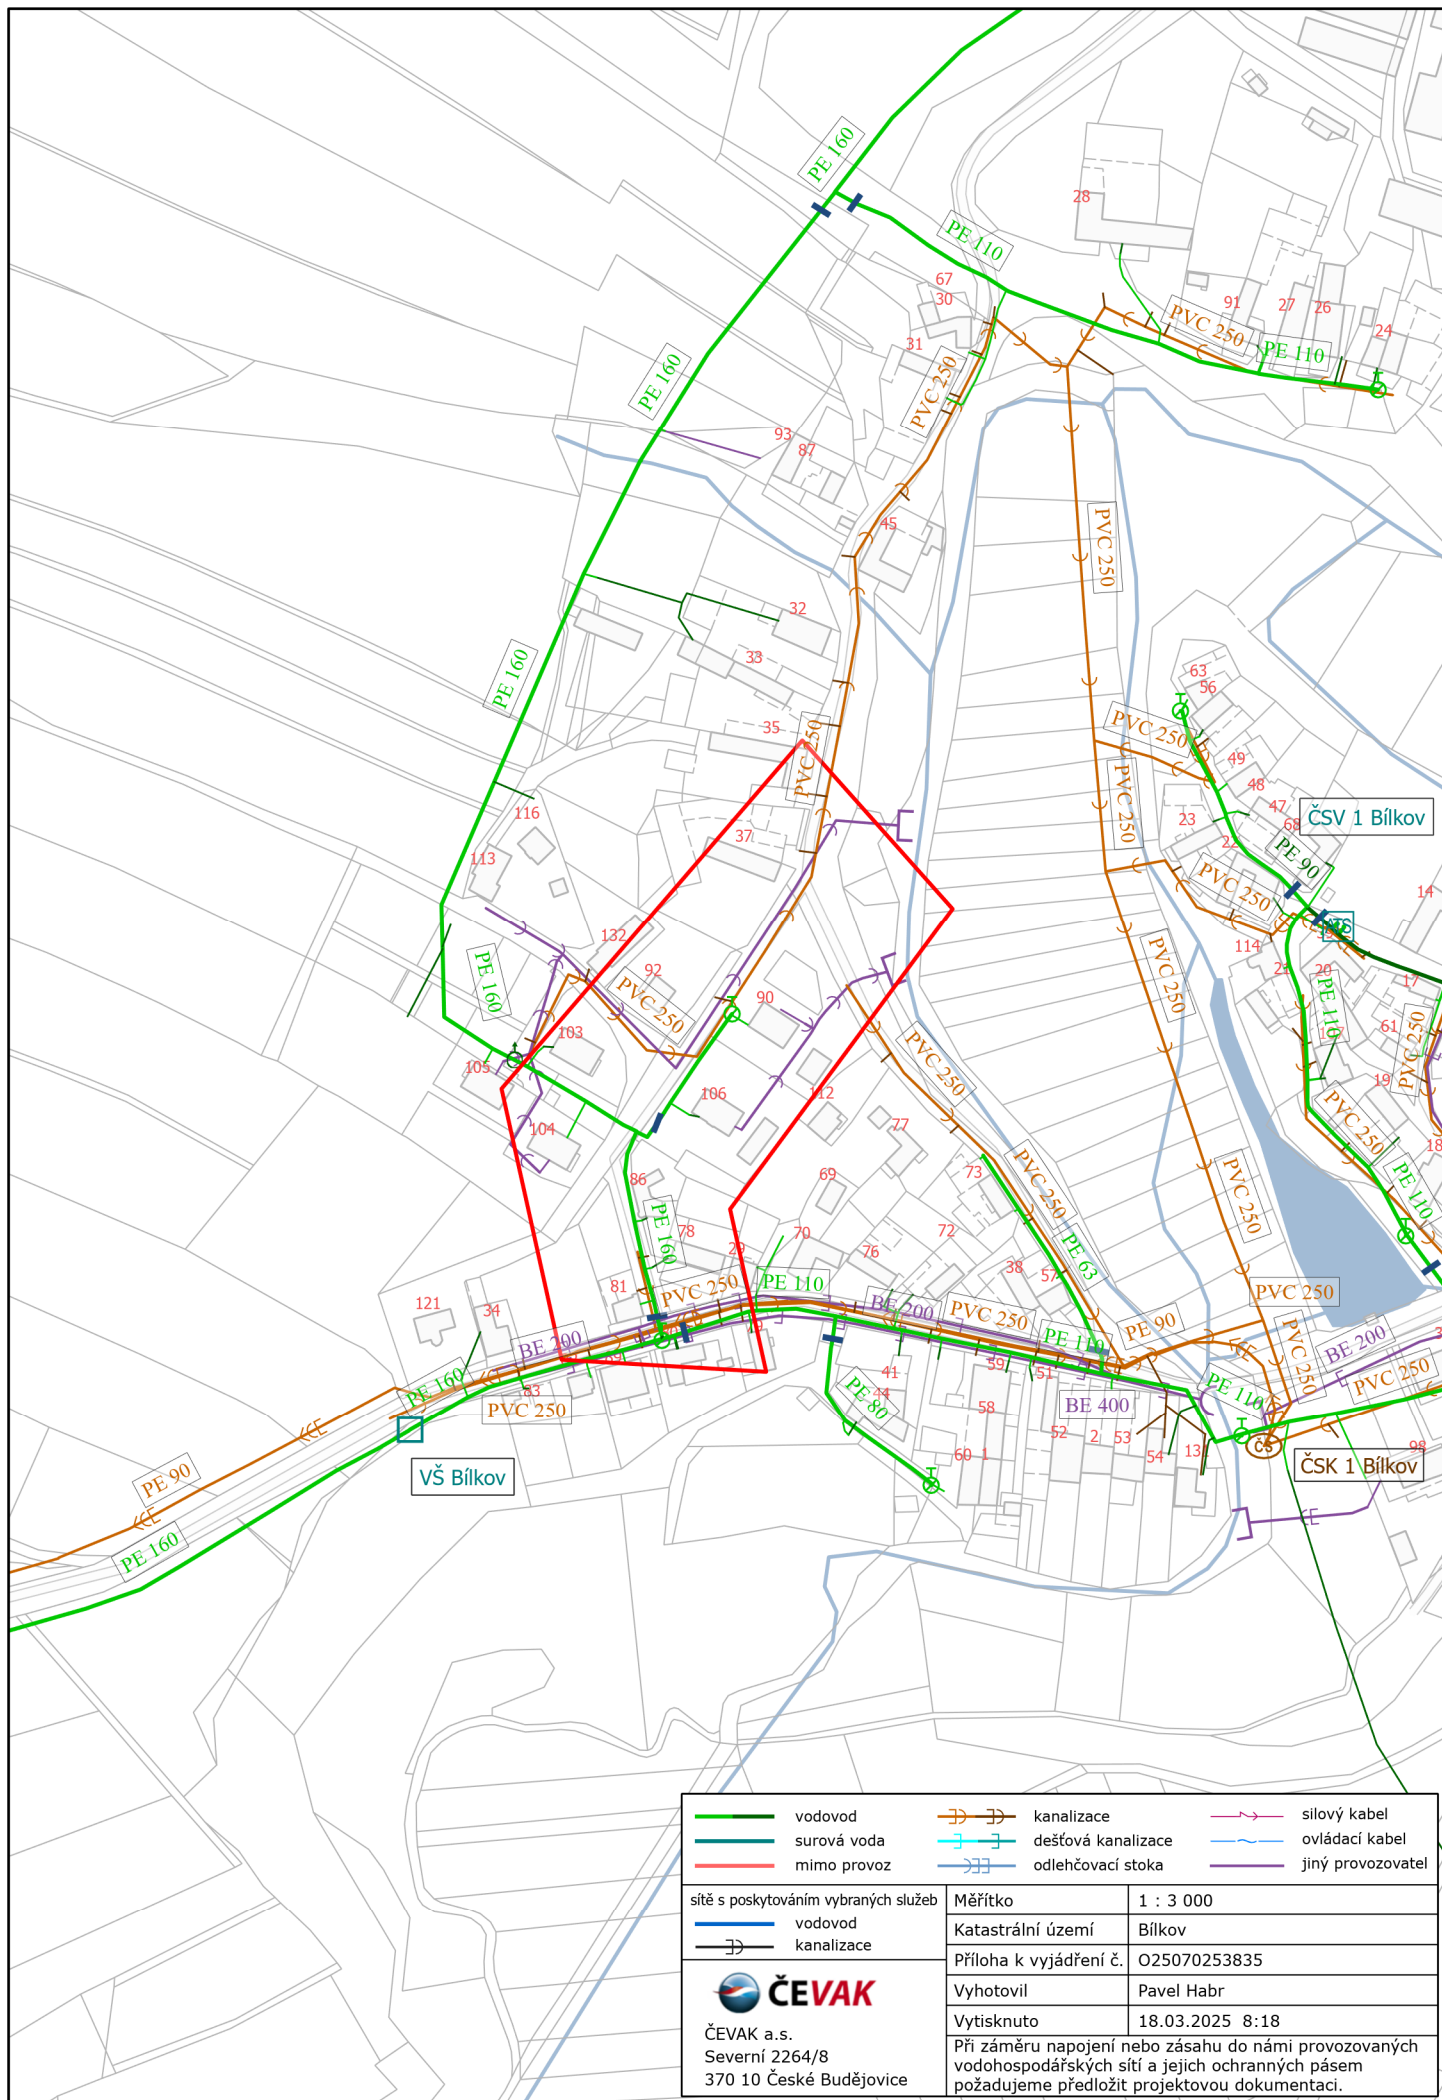 PE 160
28
PE 110
67
30
91
27
26
24
PVC 250
31
PE 110
PVC 250
PE 160
93
87
45
PVC 250
32
33
PE 160
63
56
35
PVC 250
PVC 250
49
48
47
68
ČSV 1 Bílkov
PVC 250
23
22
116
37
113
PE 90
PVC 250
14
132
114
92
PVC 250
PE 160
PVC 250
21
20
17
90
PE 110
61
PVC 250
103
105
PVC 250
19
106
112
104
77
PVC 250
18
86
69
73
PVC 250
PVC 250
PE 110
PE 160
78
29
70
76
72
PE 63
38
57
81
PVC 250
PE 110
PVC 250
121
34
BE 200
BE 200
PVC 250
PE 110
PE 90
PVC 250
BE 200
PE 160
83
PVC 250
41
44
PE 80
59
51
BE 400
PE 110
PVC 250
58
52
2
53
54
13
60
1
ČS
98
VŠ Bílkov
ČSK 1 Bílkov
PE 90
PE 160
vodovod
surová voda
mimo provoz
kanalizace
dešťová kanalizace
odlehčovací stoka
silový kabel
ovládací kabel
jiný provozovatel
sítě s poskytováním vybraných služeb
vodovod
kanalizace
Měřítko 1 : 3 000
Katastrální území Bílkov
Příloha k vyjádření č. O25070253835
Vyhotovil Pavel Habr
Vytisknuto 18.03.2025 8:18
ČEVAK
ČEVAK a.s.
Severní 2264/8
370 10 České Budějovice
Při záměru napojení nebo zásahu do námi provozovaných
vodohospodářských sítí a jejich ochranných pásem
požadujeme předložit projektovou dokumentaci.